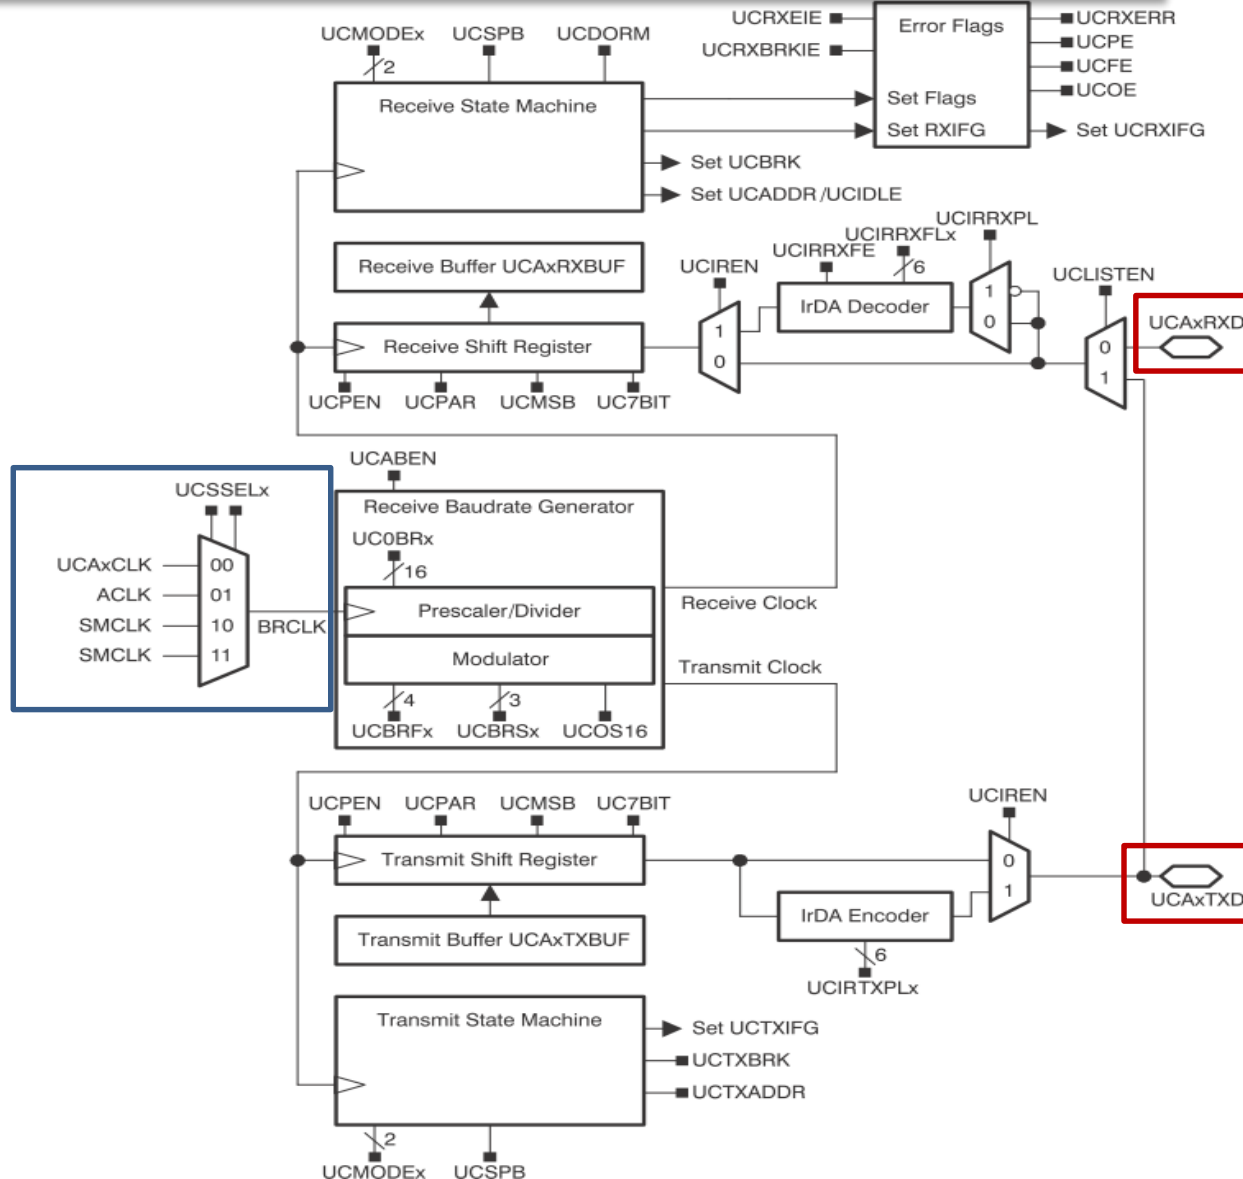 UCMODEx UCSPB UCDORM
2
Receive State Machine
UCRXEIE
UCRXBRKIE
Error Flags
UCRXERR
UCPE
UCFE
UCOE
Set Flags
Set RXIFG
Set UCRXIFG
Set UCBRK
Set UCADDR /UCIDLE
Receive Buffer UCAxRXBUF
Receive Shift Register
UCPEN UCPAR UCMSB UC7BIT
UCIREN
1
0
UCIRRXFE
UCIRRXFLx
6
IrDA Decoder
UCIRRXPL
1
0
UCLISTEN
0
1
UCAxRXD
UCSSELx
UCAxCLK 00
ACLK 01
SMCLK 10
SMCLK 11
BRCLK
UCABEN
Receive Baudrate Generator
UC0BRx
16
Prescaler/Divider
Modulator
4
3
UCBRFx UCBRSx UCOS16
Receive Clock
Transmit Clock
UCPEN UCPAR UCMSB UC7BIT
Transmit Shift Register
Transmit Buffer UCAxTXBUF
UCIREN
0
1
IrDA Encoder
6
UCIRTXPLx
UCAxTXD
Transmit State Machine
Set UCTXIFG
UCTXBRK
UCTXADDR
2
UCMODEx UCSPB